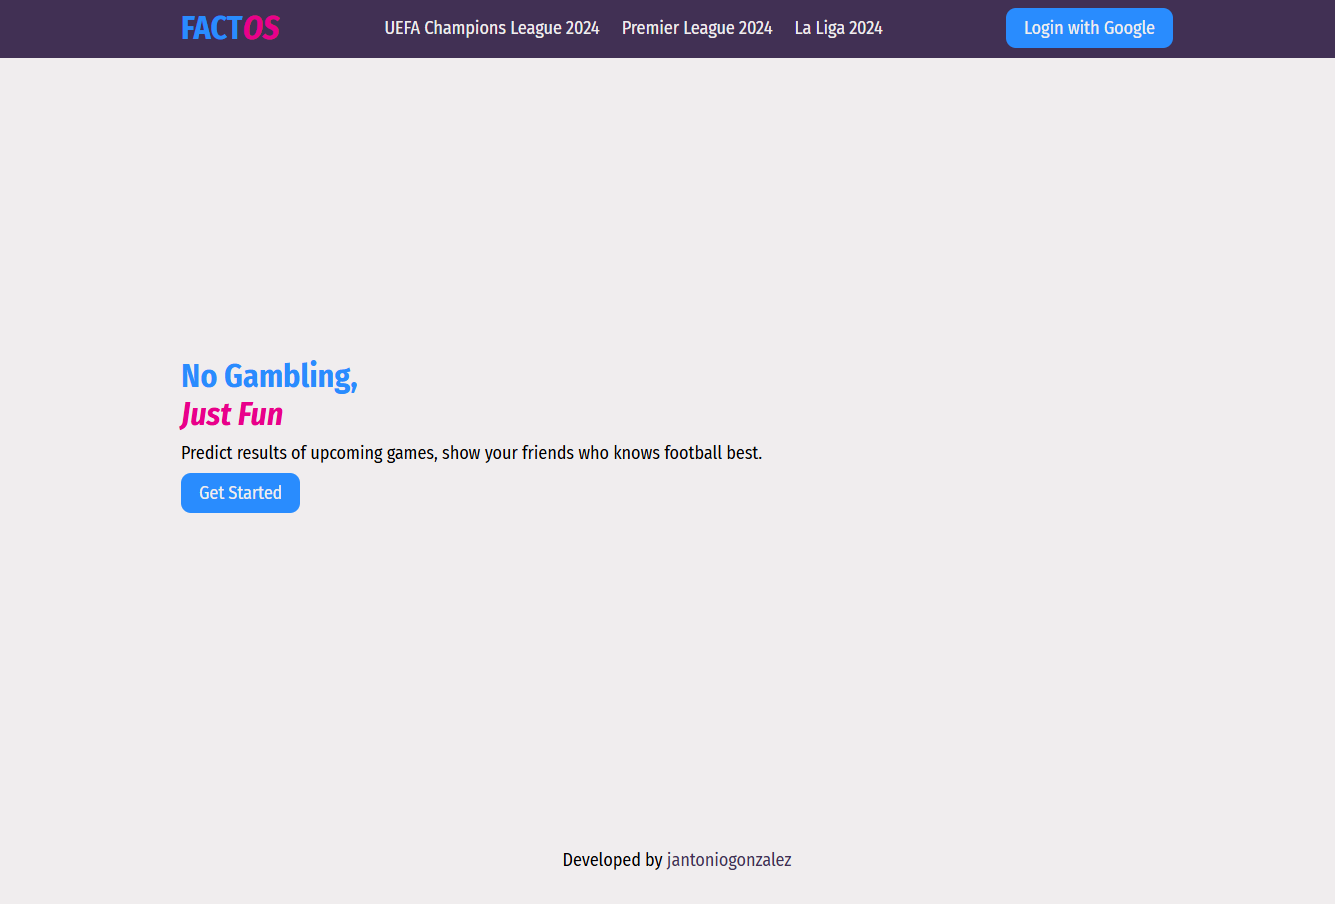 FACTOS
UEFA Champions League 2024
Premier League 2024
La Liga 2024
Login with Google
No Gambling,
Just Fun
Predict results of upcoming games, show your friends who knows football best.
Get Started
Developed by jantoniogonzalez